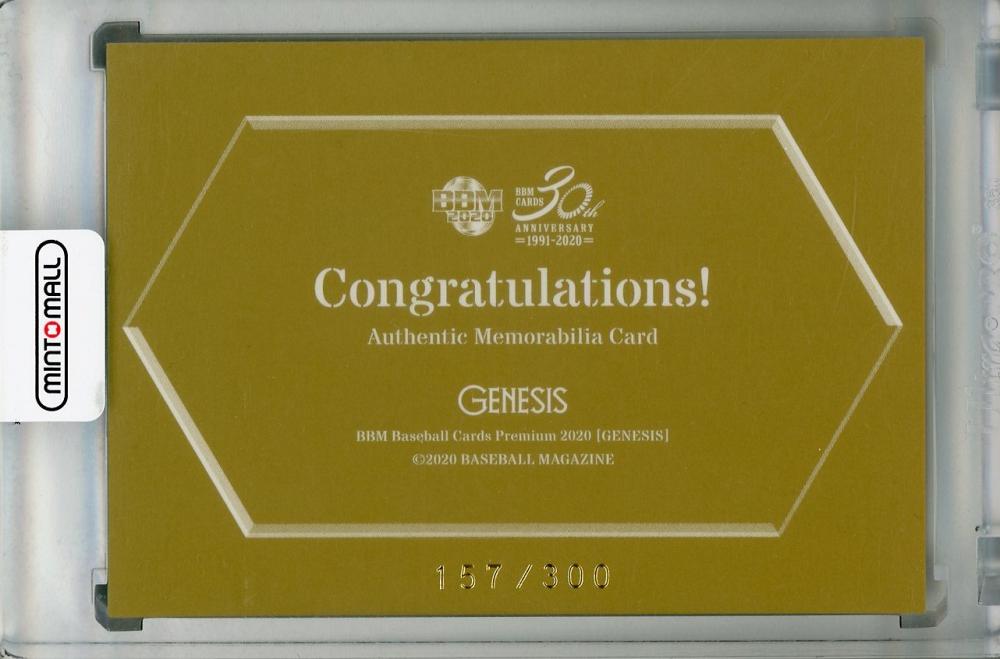 BBM
2020
BBM
CARDS
30th
ANNIVERSARY
=1991-2020=
Congratulations!
Authentic Memorabilia Card
GENESIS
BBM Baseball Cards Premium 2020 [GENESIS]
©2020 BASEBALL MAGAZINE
157/300
MINTOMALL